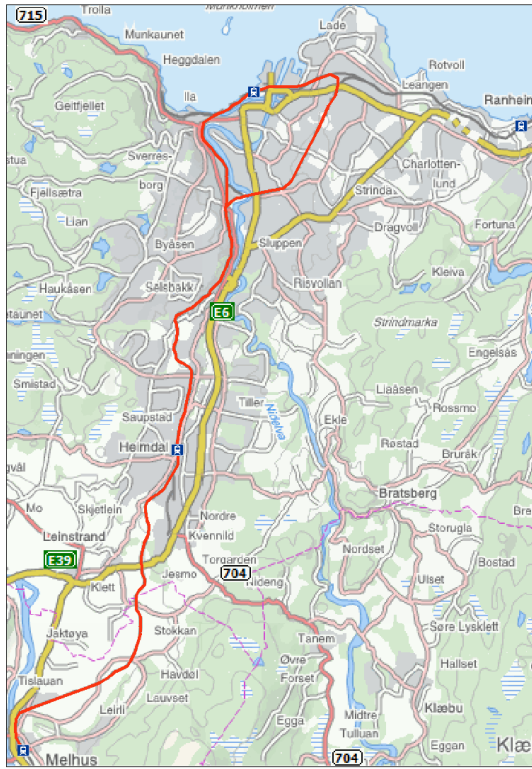 Munkholmen
Trolla
715
Lade
Munkaunet
Rotvoll
Heggdalen
Leangen
Ranheim
Ila
Geitfjellet
Sverres-
borg
Charlotten-
lund
Fjellsætra
Strinda
Lian
Dragvoll
Fortuna
Byåsen
Sluppen
Kleiva
Haukåsen
Selsbakk
Risvollan
E6
Strindmarka
Engelsås
Smistad
Liaåsen
Tiller
Nidelva
Rossmo
Saupstad
Ekle
Heimdal
Røstad
Bruråk
Mo
Bratsberg
Skjetlein
Nordre
Kvennild
Storugla
Leinstrand
Nordset
E39
Torgården
Bostad
Klett
Jesmo
704
Nideng
Ulset
Jaktøya
Stokkan
Søre Lysklett
Tanem
Øvre
Forset
Hallset
Tislauan
Havdøl
Lauvset
Leirli
Klæbu
Egga
Midtre
Tulluan
Eggan
Melhus
704